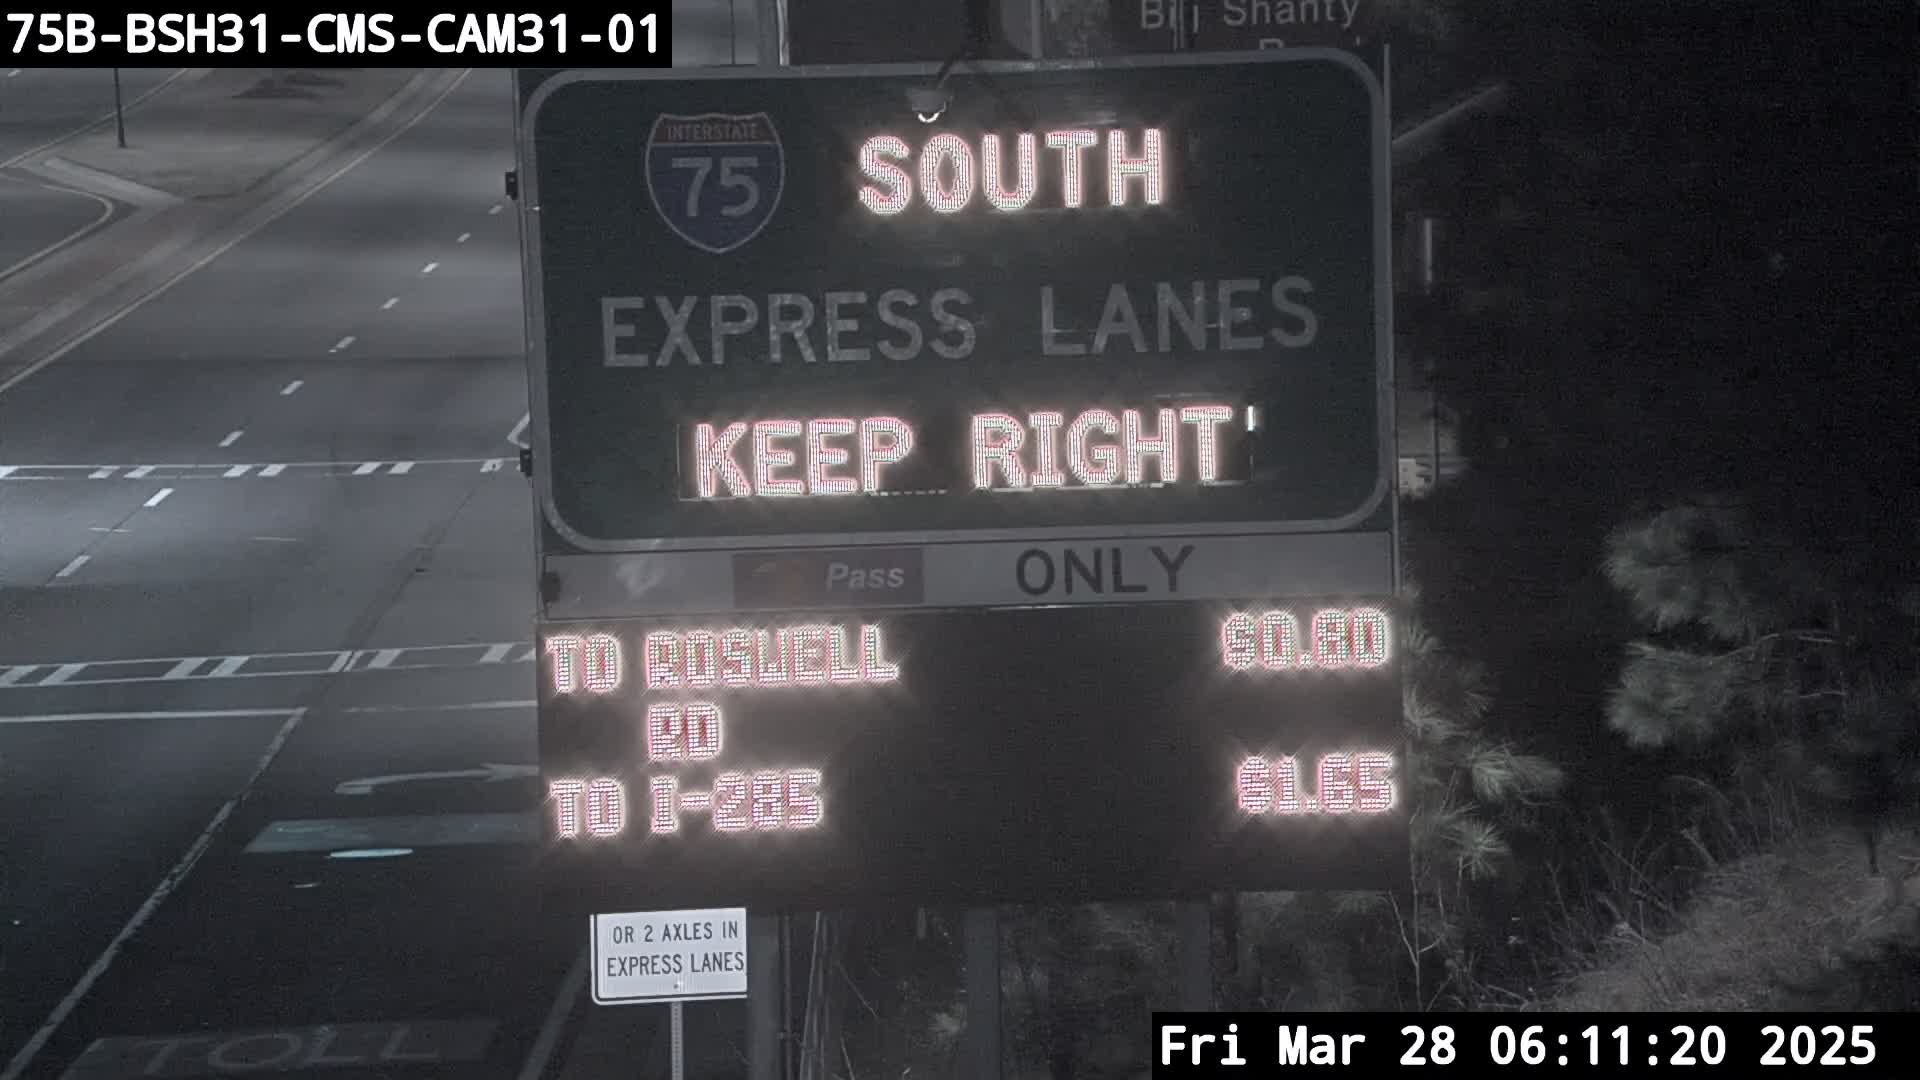 75B-BSH31-CMS-CAM31-01
Shanty
INTERSTATE
75
SOUTH
EXPRESS LANES
KEEP RIGHT
Pass ONLY
TO ROSWELL $0.80
RD
TO I-285 $1.65
OR 2 AXLES IN
EXPRESS LANES
TOLL
Fri Mar 28 06:11:20 2025